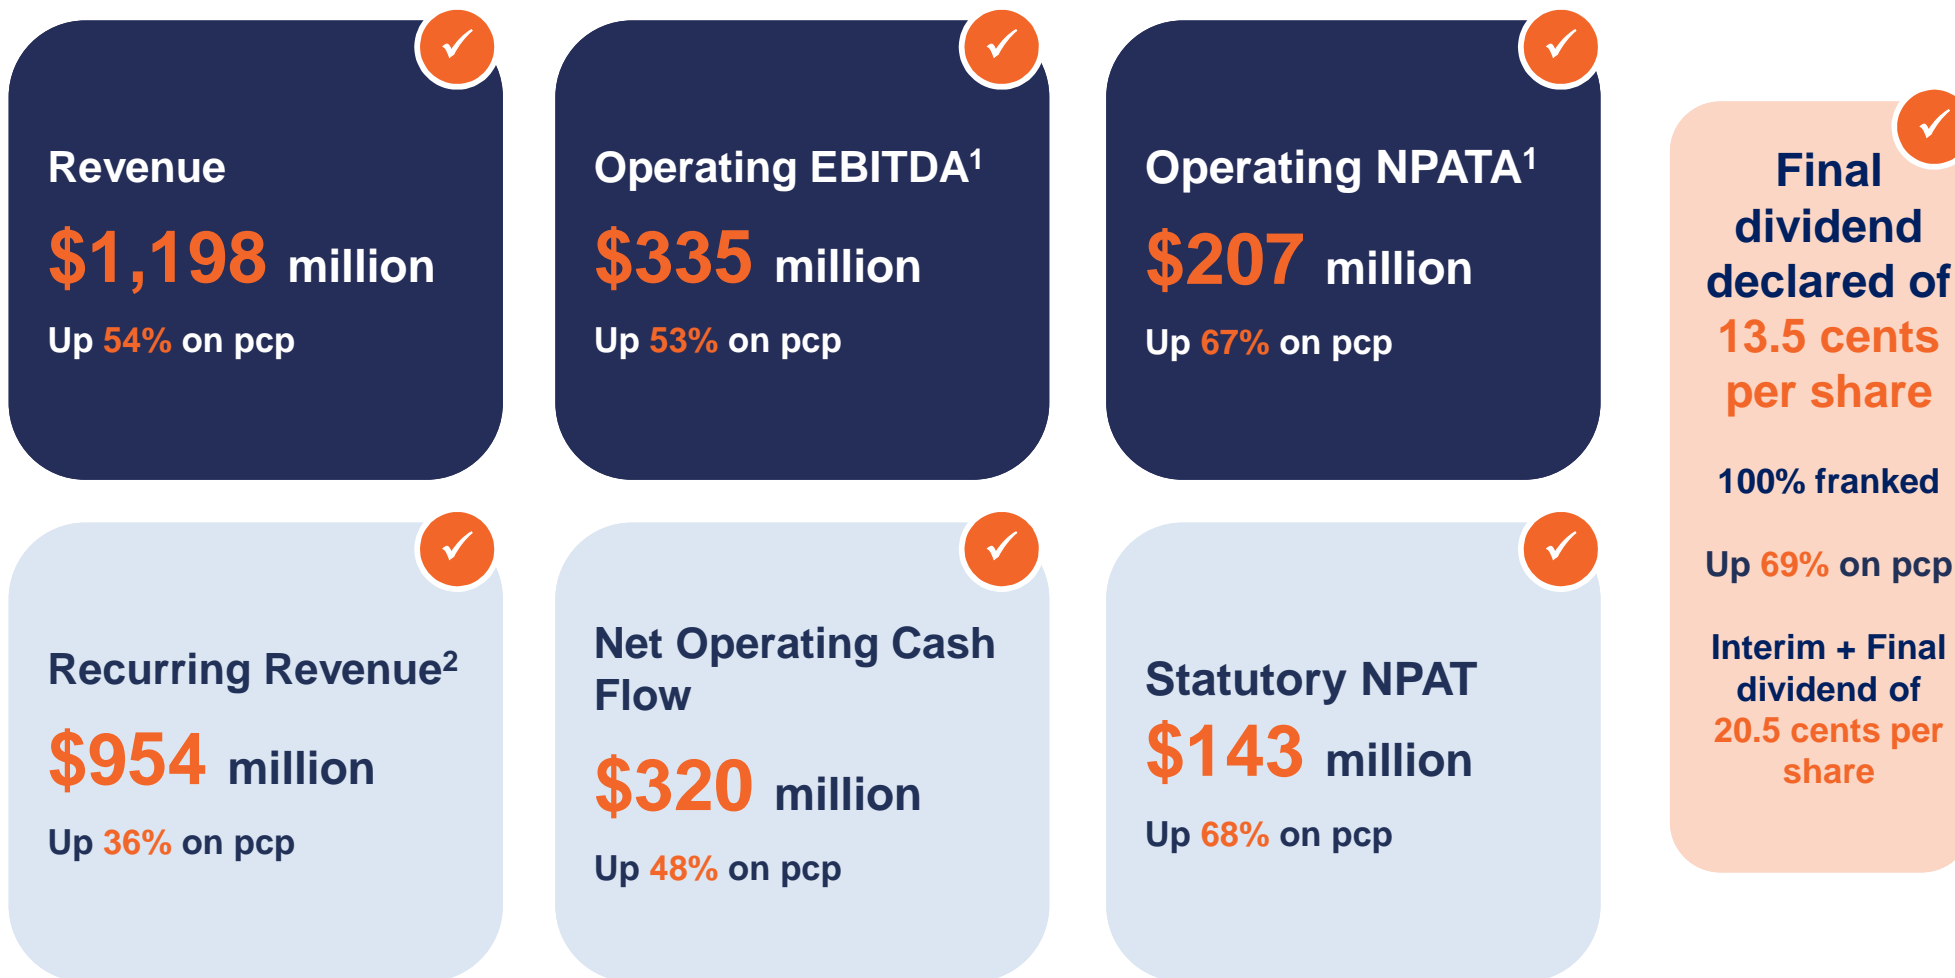 Revenue
$1,198 million
Up 54% on pcp
Operating EBITDA¹
$335 million
Up 53% on pcp
Operating NPATA¹
$207 million
Up 67% on pcp
Recurring Revenue²
$954 million
Up 36% on pcp
Net Operating Cash
Flow
$320 million
Up 48% on pcp
Statutory NPAT
$143 million
Up 68% on pcp
Final
dividend
declared of
13.5 cents
per share
100% franked
Up 69% on pcp
Interim + Final
dividend of
20.5 cents per
share